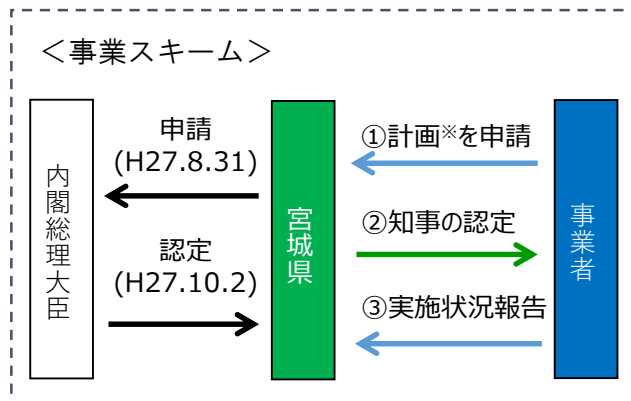 ＜事業スキーム＞
内閣総理大臣
申請
(H27.8.31)
認定
(H27.10.2)
宮城県
①計画※を申請
②知事の認定
③実施状況報告
事業者